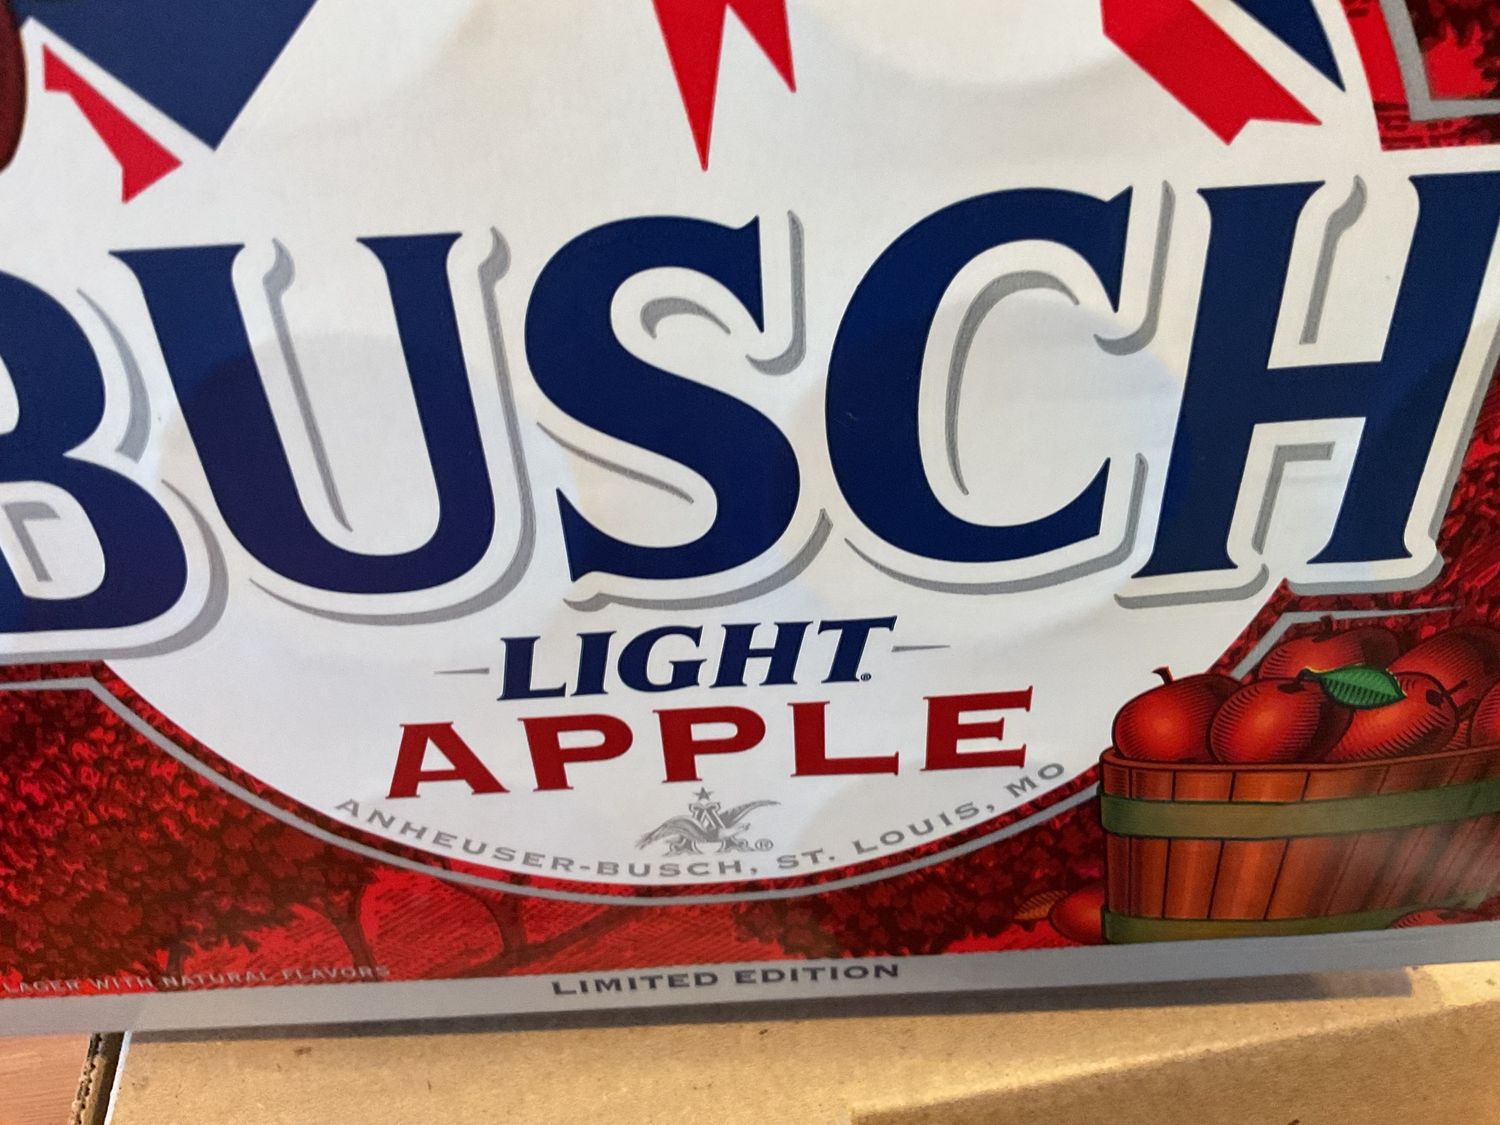 BUSCH
LIGHT®
APPLE
ANHEUSER-BUSCH, ST. LOUIS, MO
LAGER WITH NATURAL FLAVORS
LIMITED EDITION